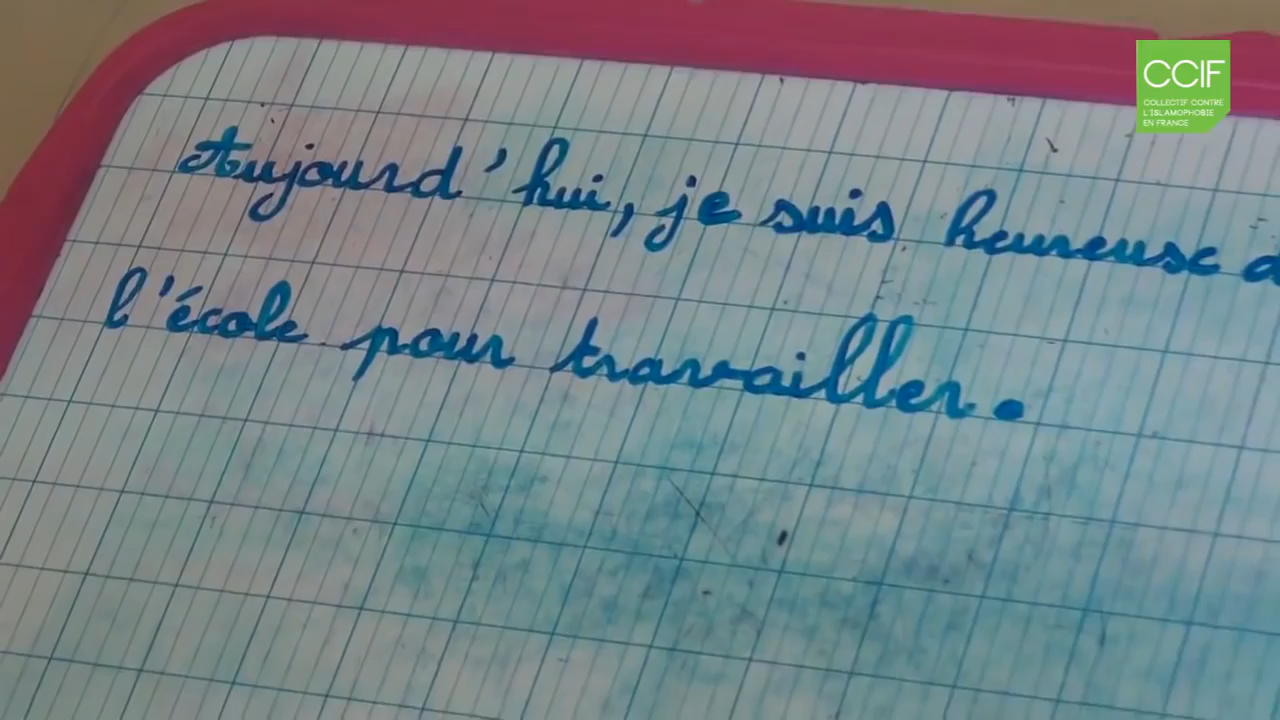 Aujourd'hui, je suis heureuse
l'école pour travailler.
CCIF
COLLECTIF CONTRE
L'ISLAMOPHOBIE
EN FRANCE